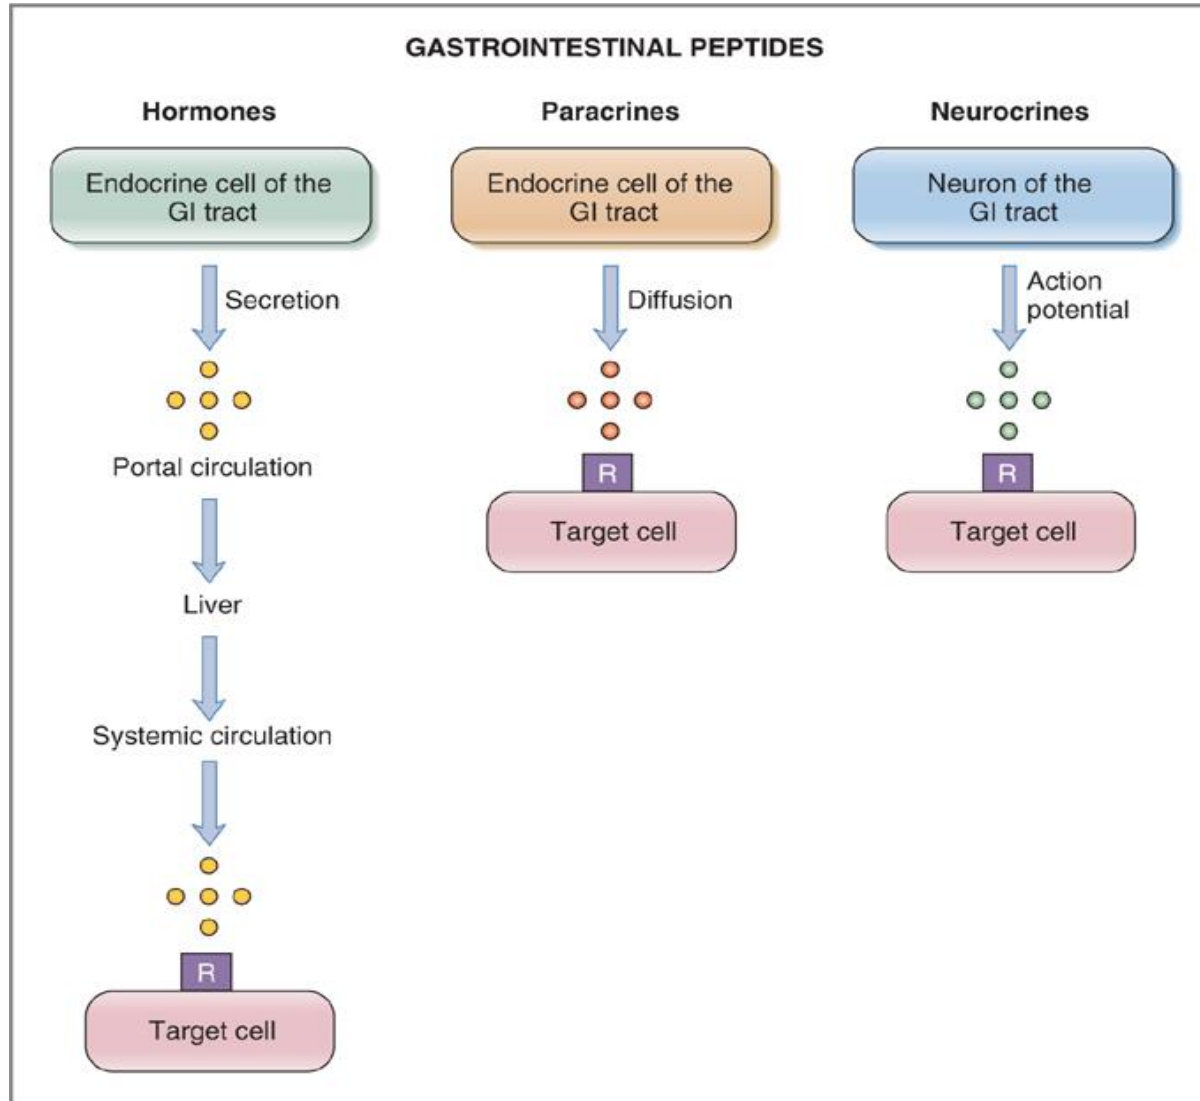 GASTROINTESTINAL PEPTIDES
Hormones
Endocrine cell of the
GI tract
Secretion
Portal circulation
Liver
Systemic circulation
R
Target cell
Paracrines
Endocrine cell of the
GI tract
Diffusion
R
Target cell
Neurocrines
Neuron of the
GI tract
Action
potential
R
Target cell